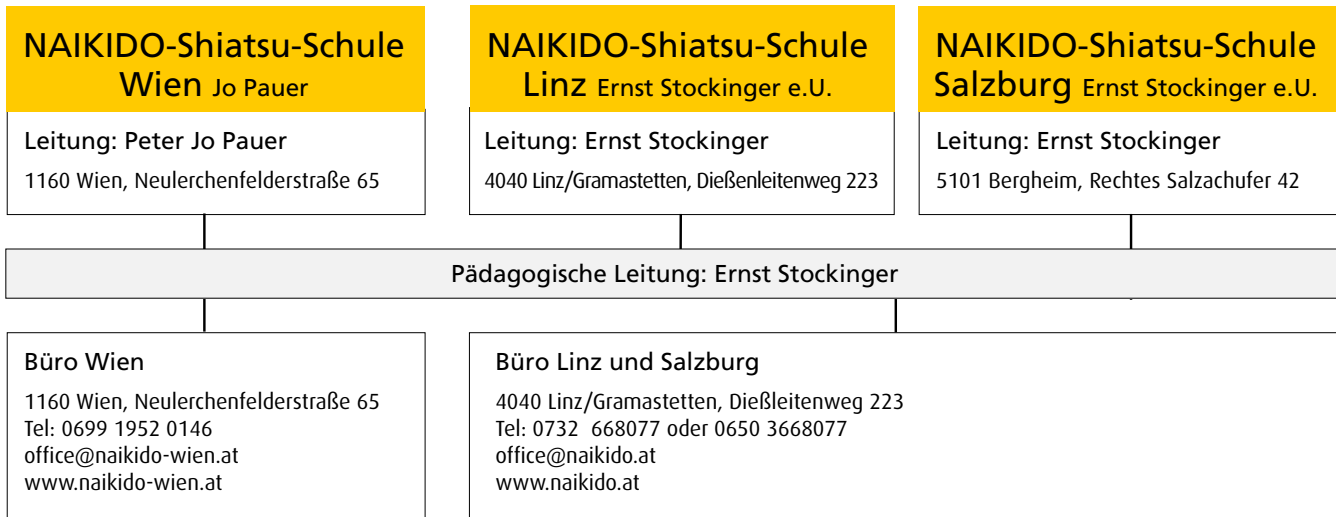 NAIKIDO-Shiatsu-Schule
Wien Jo Pauer
Leitung: Peter Jo Pauer
1160 Wien, Neulerchenfelderstraße 65
NAIKIDO-Shiatsu-Schule
Linz Ernst Stockinger e.U.
Leitung: Ernst Stockinger
4040 Linz/Gramastetten, Dießenleitenweg 223
NAIKIDO-Shiatsu-Schule
Salzburg Ernst Stockinger e.U.
Leitung: Ernst Stockinger
5101 Bergheim, Rechtes Salzachufer 42
Pädagogische Leitung: Ernst Stockinger
Büro Wien
1160 Wien, Neulerchenfelderstraße 65
Tel: 0699 1952 0146
office@naikido-wien.at
www.naikido-wien.at
Büro Linz und Salzburg
4040 Linz/Gramastetten, Dießleitenweg 223
Tel: 0732  668077 oder 0650 3668077
office@naikido.at
www.naikido.at